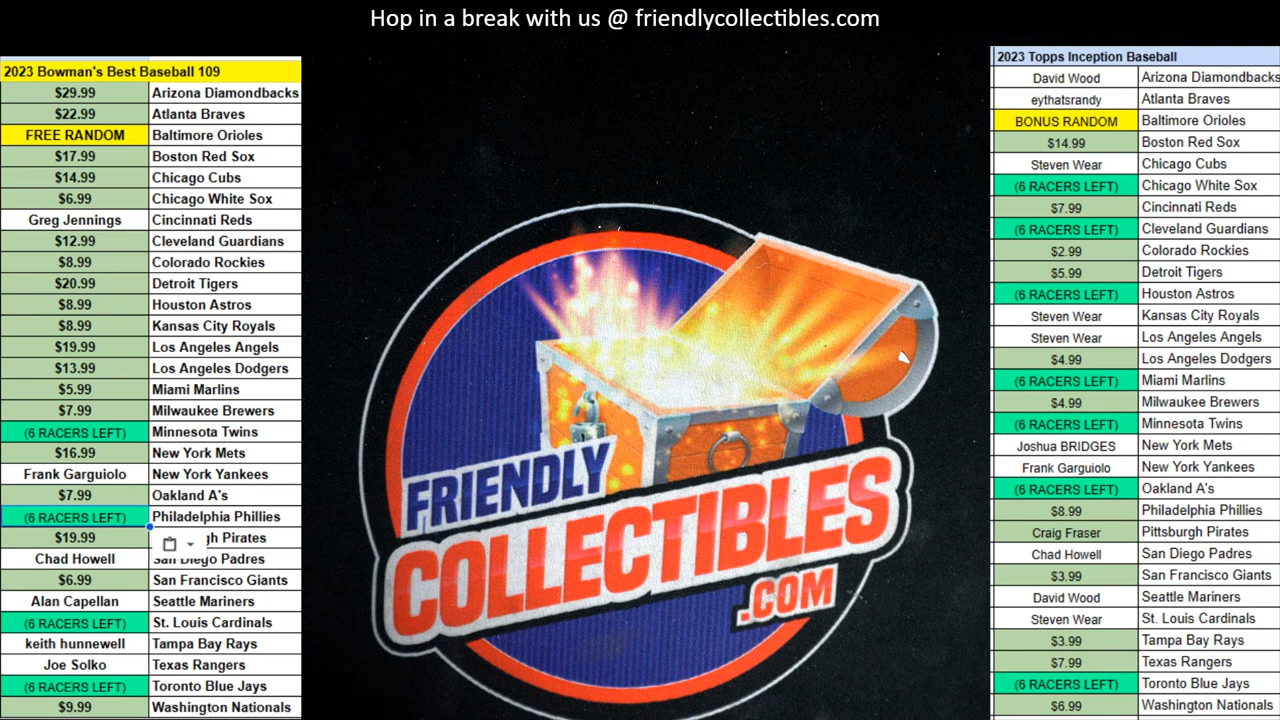 Hop in a break with us @ friendlycollectibles.com
2023 Bowman's Best Baseball 109
$29.99 Arizona Diamondbacks
$22.99 Atlanta Braves
FREE RANDOM Baltimore Orioles
$17.99 Boston Red Sox
$14.99 Chicago Cubs
$6.99 Chicago White Sox
Greg Jennings Cincinnati Reds
$12.99 Cleveland Guardians
$8.99 Colorado Rockies
$20.99 Detroit Tigers
$8.99 Houston Astros
$8.99 Kansas City Royals
$19.99 Los Angeles Angels
$13.99 Los Angeles Dodgers
$5.99 Miami Marlins
$7.99 Milwaukee Brewers
(6 RACERS LEFT) Minnesota Twins
$16.99 New York Mets
Frank Garguiolo New York Yankees
$7.99 Oakland A's
(6 RACERS LEFT) Philadelphia Phillies
$19.99 gh Pirates
Chad Howell San Diego Padres
$6.99 San Francisco Giants
Alan Capellan Seattle Mariners
(6 RACERS LEFT) St. Louis Cardinals
keith hunnewell Tampa Bay Rays
Joe Solko Texas Rangers
(6 RACERS LEFT) Toronto Blue Jays
$9.99 Washington Nationals
FRIENDLY
COLLECTIBLES
.COM
2023 Topps Inception Baseball
David Wood Arizona Diamondbacks
eythatsrandy Atlanta Braves
BONUS RANDOM Baltimore Orioles
$14.99 Boston Red Sox
Steven Wear Chicago Cubs
(6 RACERS LEFT) Chicago White Sox
$7.99 Cincinnati Reds
(6 RACERS LEFT) Cleveland Guardians
$2.99 Colorado Rockies
$5.99 Detroit Tigers
(6 RACERS LEFT) Houston Astros
Steven Wear Kansas City Royals
Steven Wear Los Angeles Angels
$4.99 Los Angeles Dodgers
(6 RACERS LEFT) Miami Marlins
$4.99 Milwaukee Brewers
(6 RACERS LEFT) Minnesota Twins
Joshua BRIDGES New York Mets
Frank Garguiolo New York Yankees
(6 RACERS LEFT) Oakland A's
$8.99 Philadelphia Phillies
Craig Fraser Pittsburgh Pirates
Chad Howell San Diego Padres
$3.99 San Francisco Giants
David Wood Seattle Mariners
Steven Wear St. Louis Cardinals
$3.99 Tampa Bay Rays
$7.99 Texas Rangers
(6 RACERS LEFT) Toronto Blue Jays
$6.99 Washington Nationals